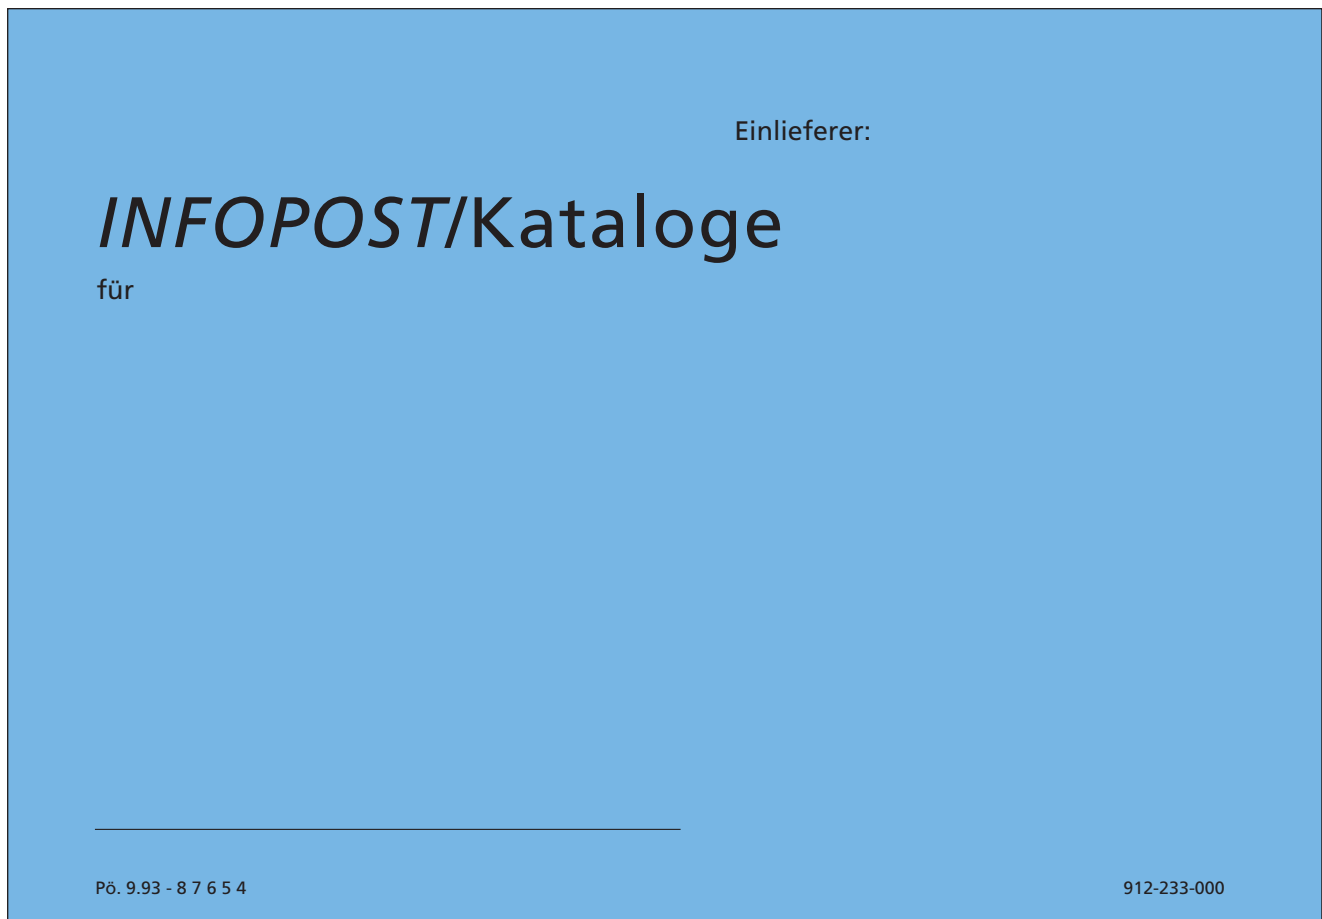 Einlieferer:
INFOPOST/Kataloge
für
Pö. 9.93 - 8 7 6 5 4
912-233-000